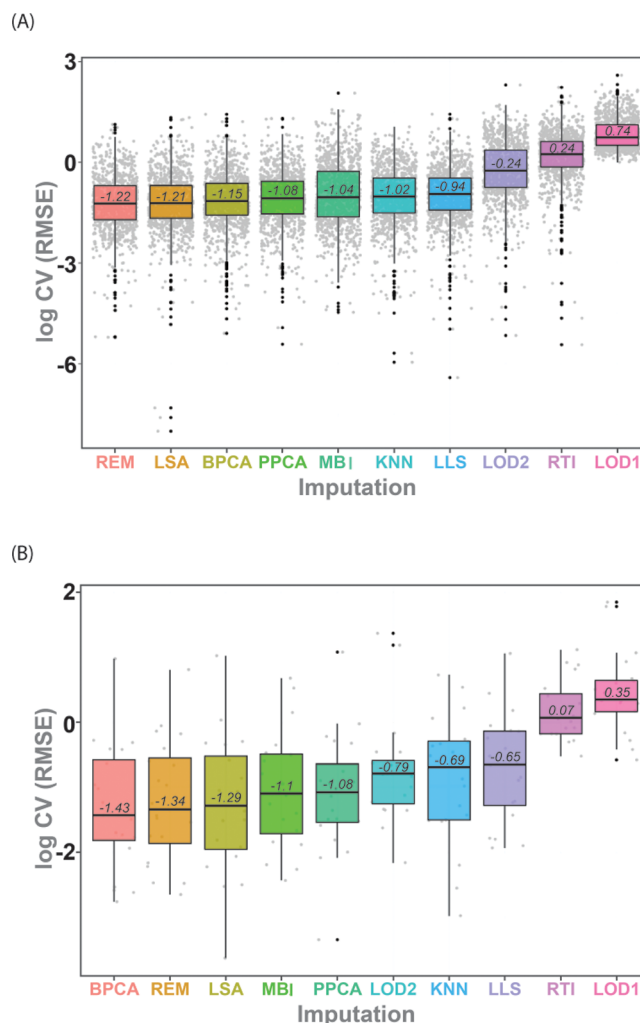 (A)
3
0
-3
-6
log CV (RMSE)
-1.22 -1.21 -1.15 -1.08 -1.04 -1.02 -0.94 -0.24 0.24 0.74
REM LSA BPCA PPCA MBI KNN LLS LOD2 RTI LOD1
Imputation
(B)
2
0
-2
log CV (RMSE)
-1.43 -1.34 -1.29 -1.1 -1.08 -0.79 -0.69 -0.65 0.07 0.35
BPCA REM LSA MBI PPCA LOD2 KNN LLS RTI LOD1
Imputation